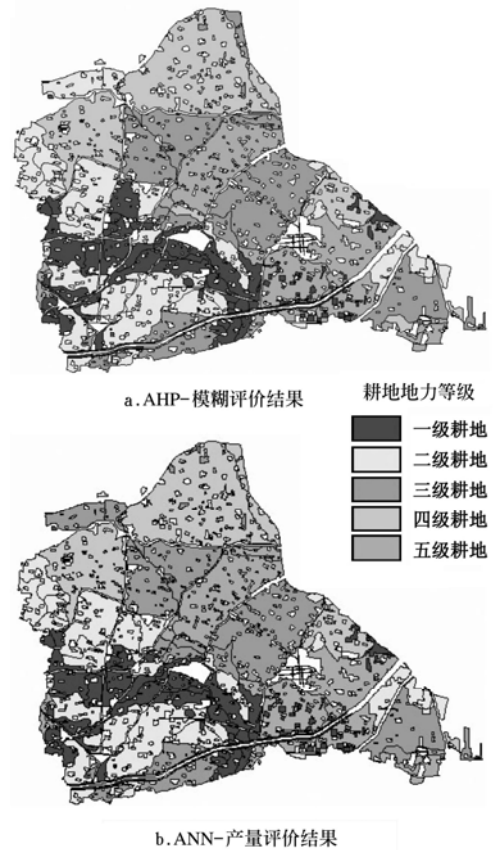 a.AHP-模糊评价结果
耕地地力等级
一级耕地
二级耕地
三级耕地
四级耕地
五级耕地
b.ANN-产量评价结果